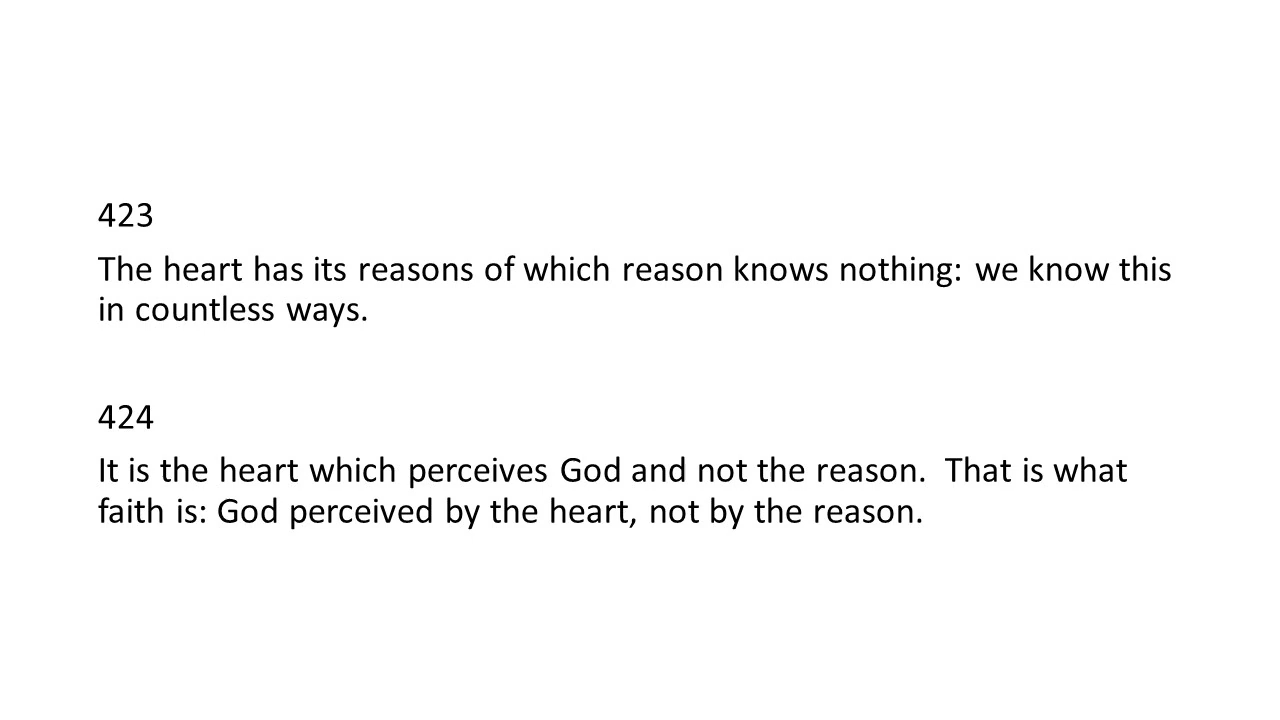 423
The heart has its reasons of which reason knows nothing: we know this
in countless ways.
424
It is the heart which perceives God and not the reason.  That is what
faith is: God perceived by the heart, not by the reason.